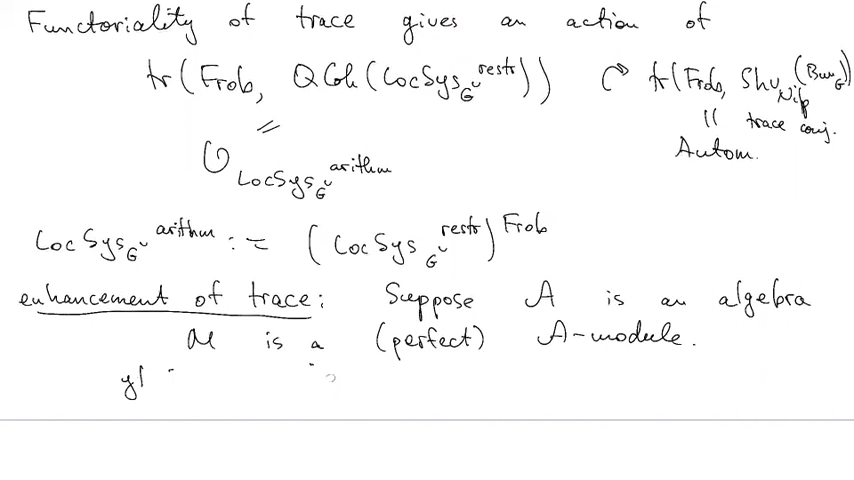 Functoriality of trace gives an action of
tr(Frob, QCoh(LocSys_Ǧ^restr)) ↻ tr(Frob, Shv_Nilp(Bun_G))
= || trace conj.
O_LocSys_Ǧ^arithm Autom.
LocSys_Ǧ^arithm := (LocSys_Ǧ^restr)^Frob
enhancement of trace: Suppose A is an algebra
M is a (perfect) A-module.